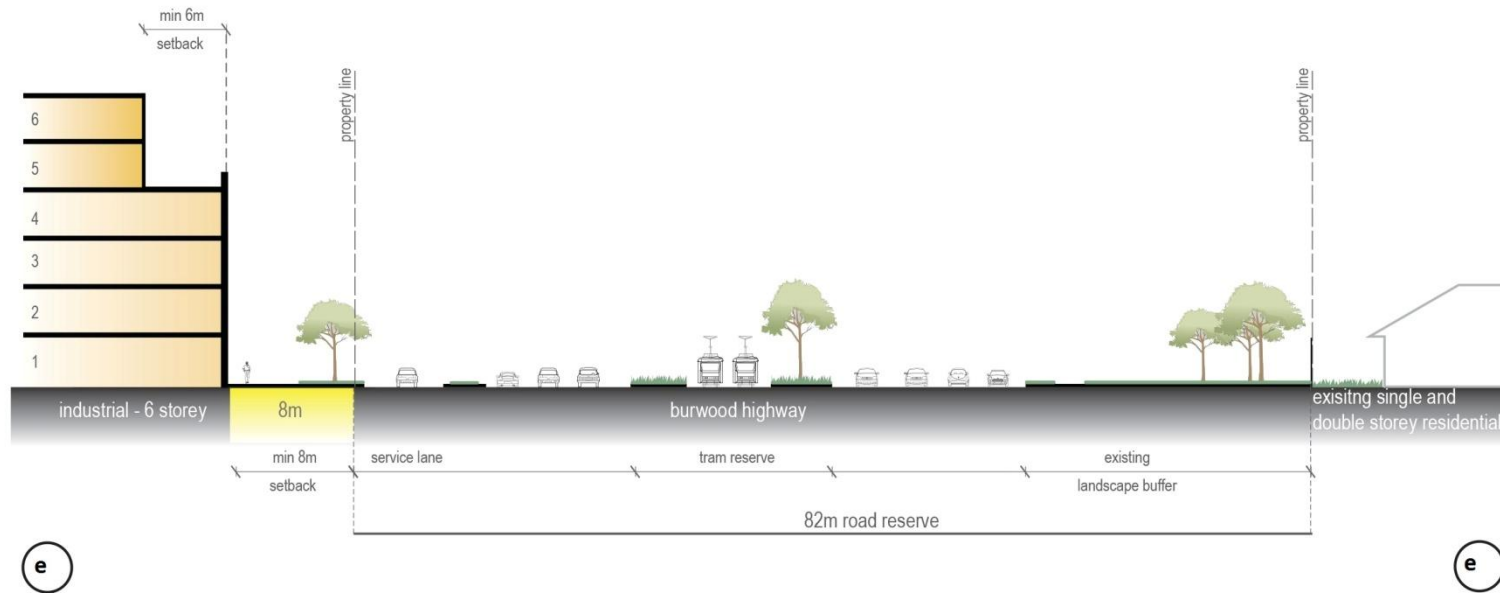 min 6m
setback
property line
property line
6
5
4
3
2
1
industrial - 6 storey
8m
burwood highway
exisitng single and
double storey residential
min 8m
setback
service lane
tram reserve
existing
landscape buffer
82m road reserve
e
e